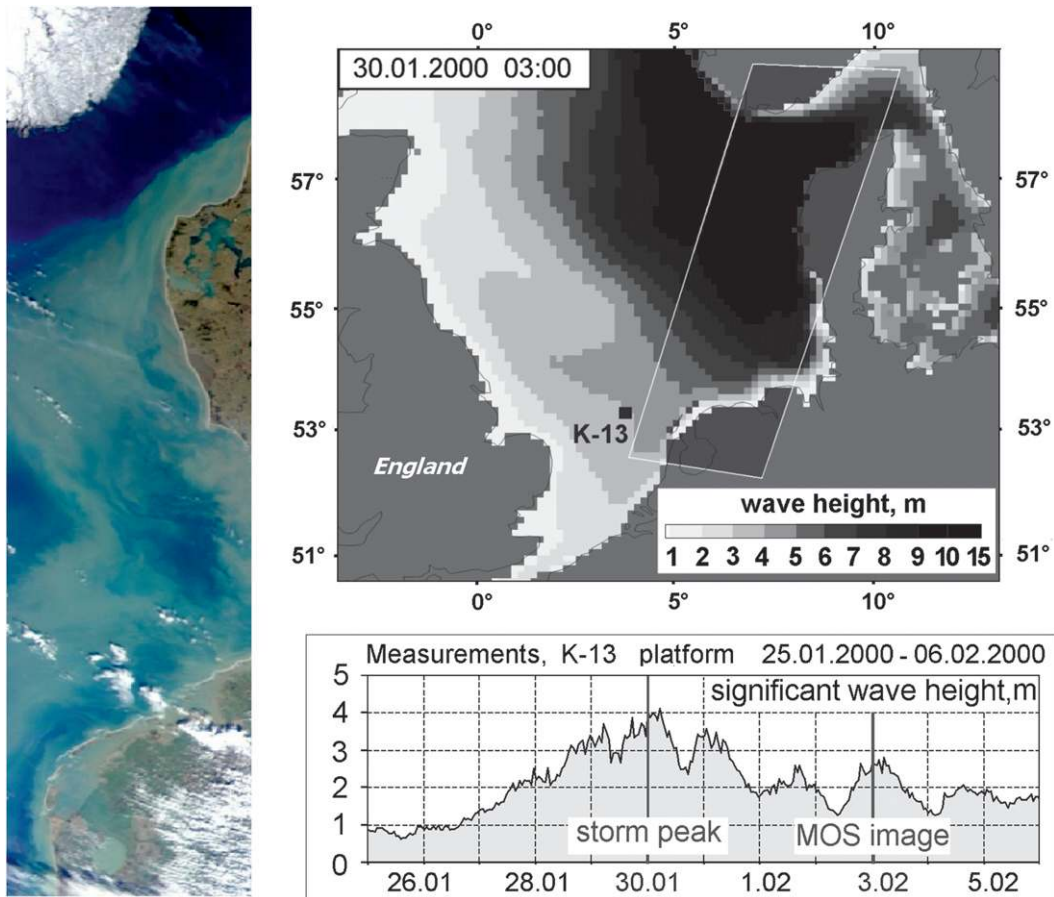 0° 5° 10°
30.01.2000 03:00
57° 57°
55° 55°
53° 53°
K-13
England
wave height, m
1 2 3 4 5 6 7 8 9 10 15
51° 51°
0° 5° 10°
Measurements, K-13 platform 25.01.2000 - 06.02.2000
significant wave height,m
5
4
3
2
1
0
storm peak MOS image
26.01 28.01 30.01 1.02 3.02 5.02